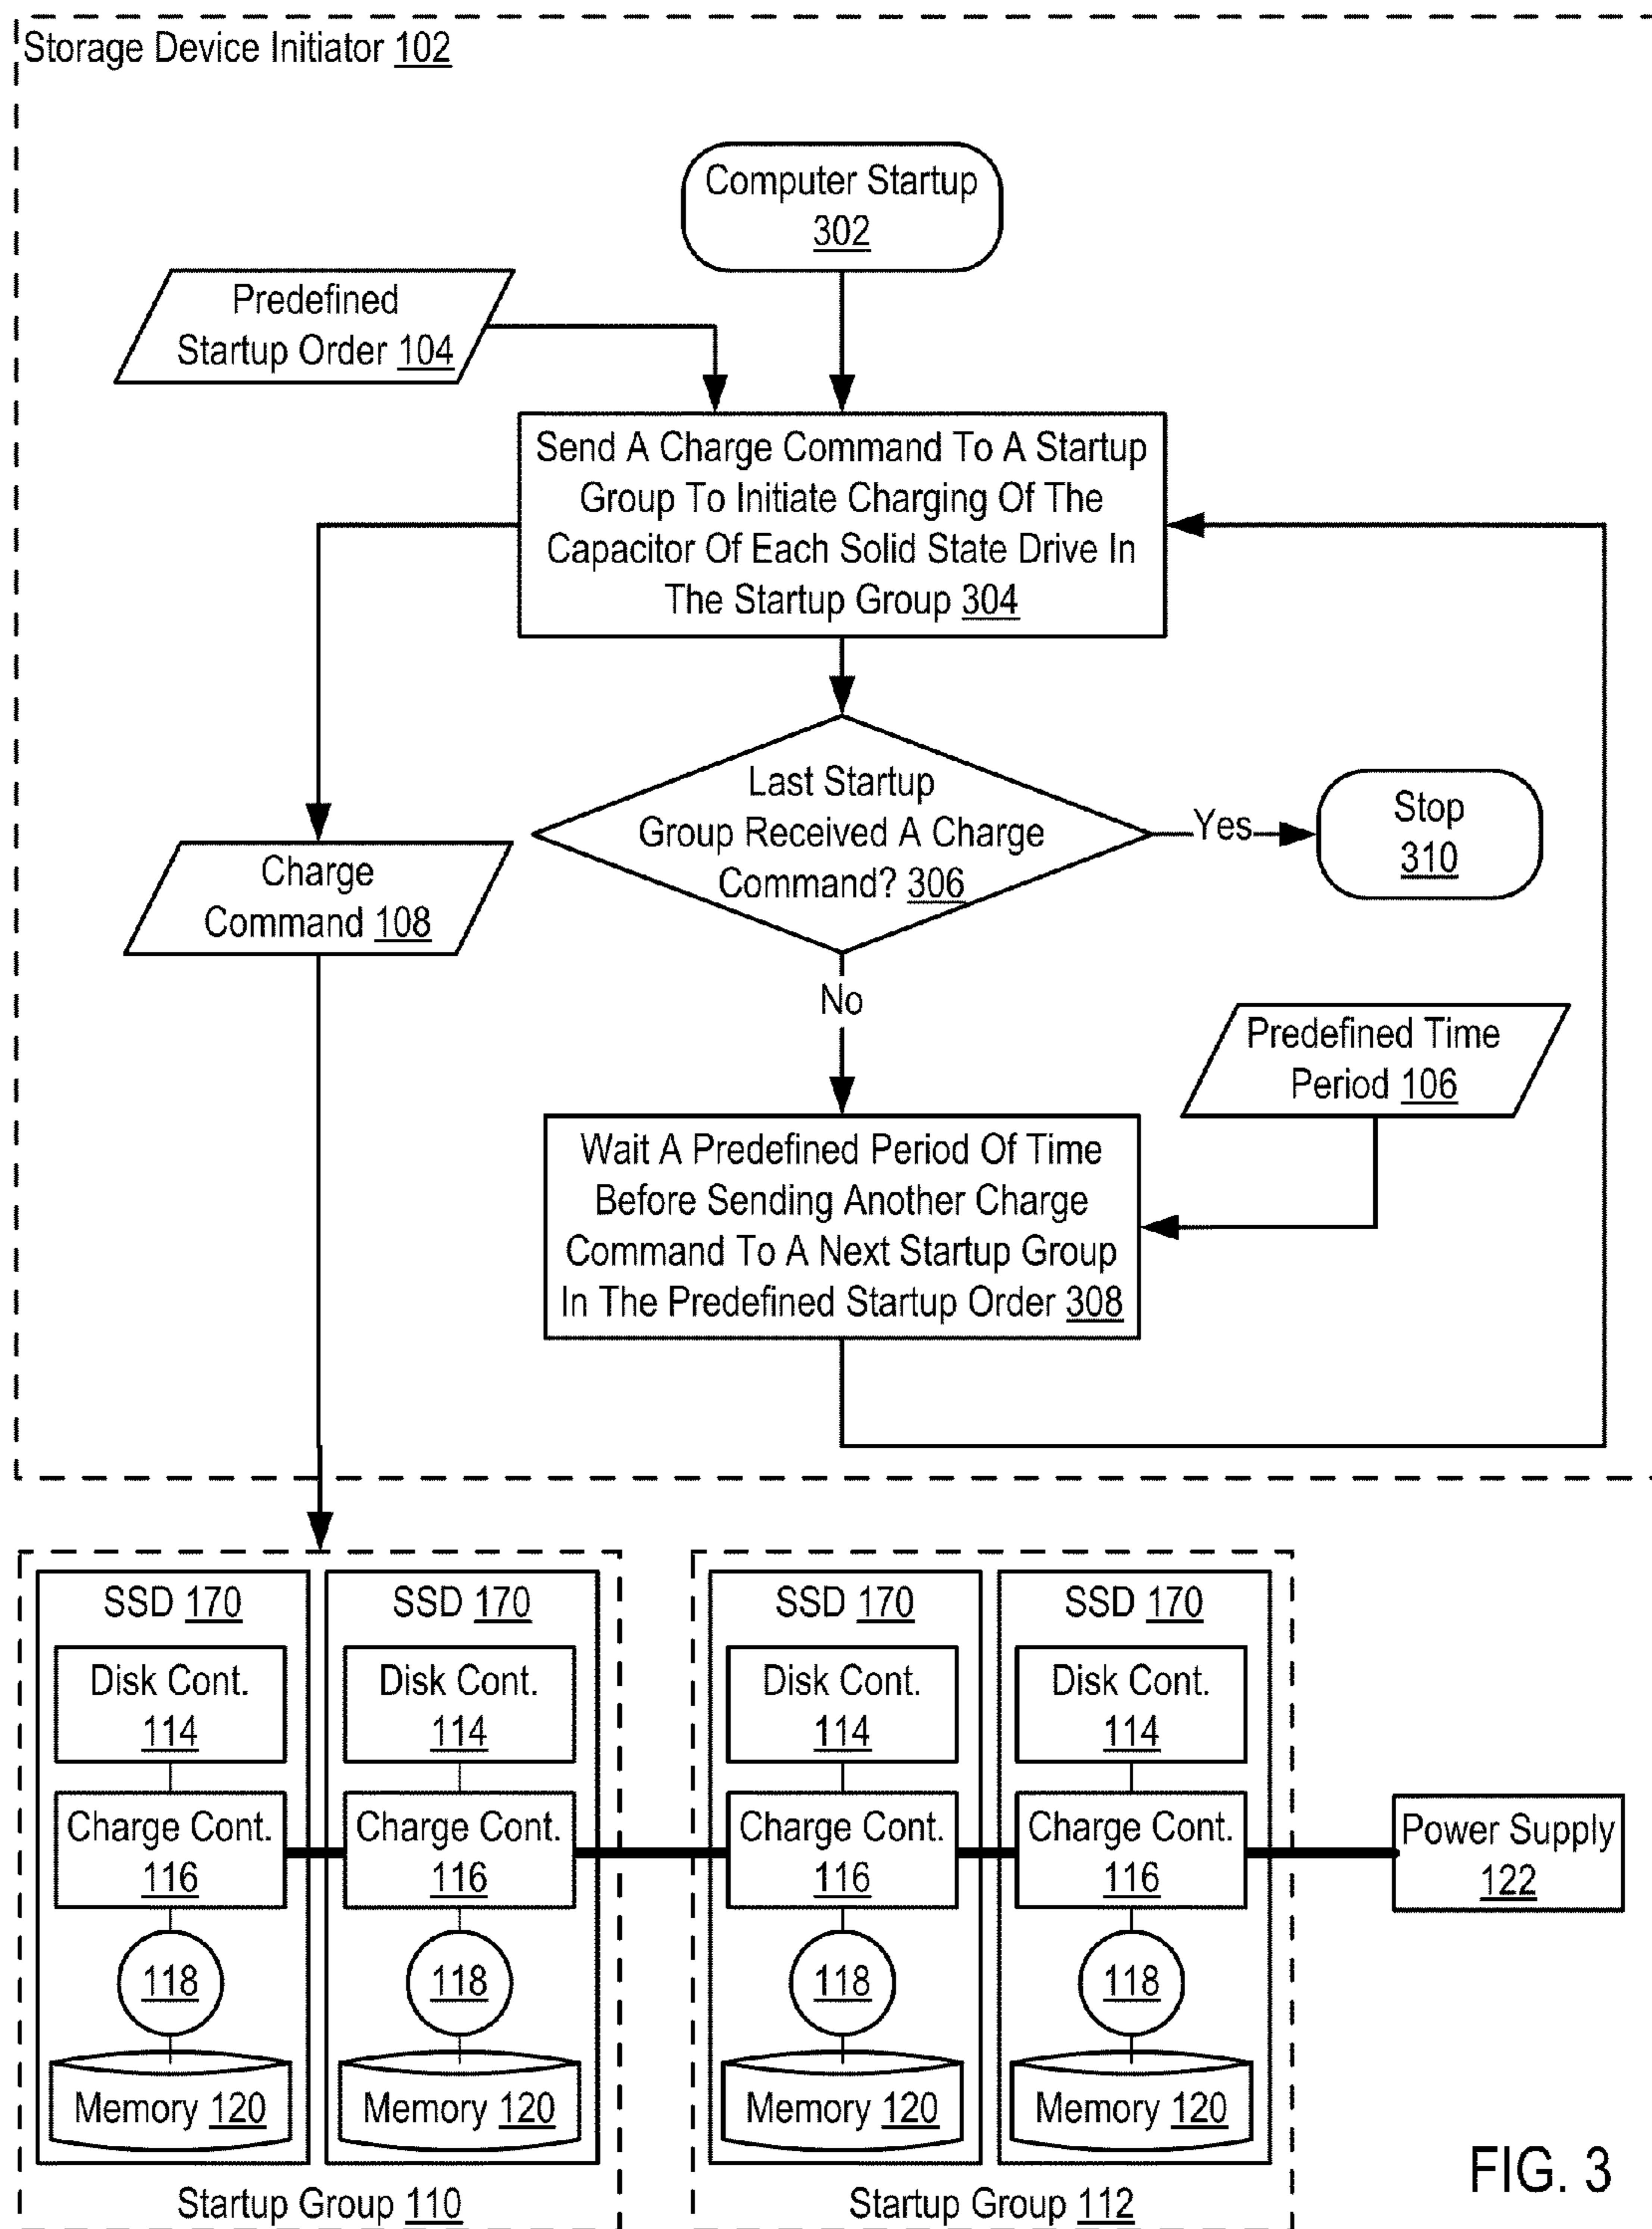 Storage Device Initiator 102
Computer Startup
302
Predefined
Startup Order 104
Send A Charge Command To A Startup
Group To Initiate Charging Of The
Capacitor Of Each Solid State Drive In
The Startup Group 304
Last Startup
Group Received A Charge
Command? 306
Yes
Stop
310
Charge
Command 108
No
Predefined Time
Period 106
Wait A Predefined Period Of Time
Before Sending Another Charge
Command To A Next Startup Group
In The Predefined Startup Order 308
SSD 170
Disk Cont.
114
Charge Cont.
116
118
Memory 120
SSD 170
Disk Cont.
114
Charge Cont.
116
118
Memory 120
Startup Group 110
SSD 170
Disk Cont.
114
Charge Cont.
116
118
Memory 120
SSD 170
Disk Cont.
114
Charge Cont.
116
118
Memory 120
Startup Group 112
Power Supply
122
FIG. 3